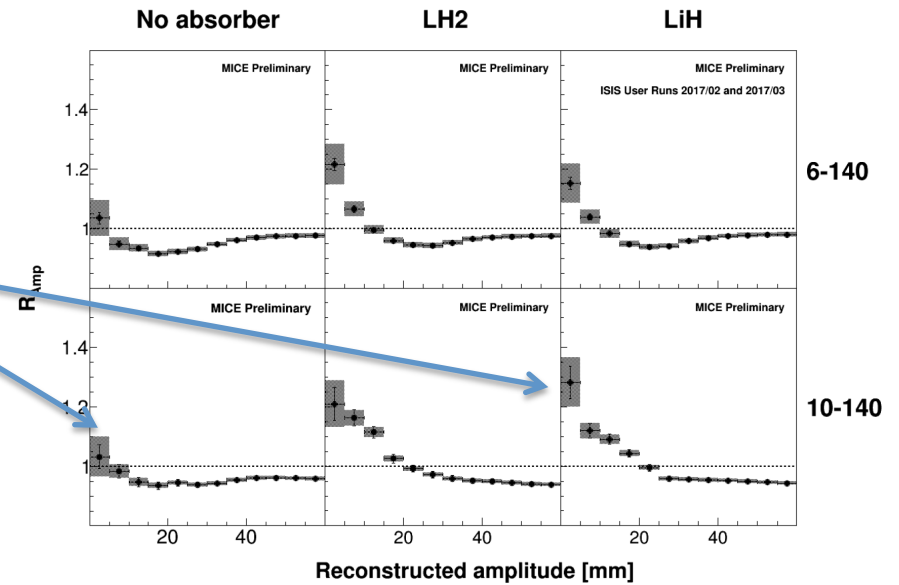 No absorber LH2 LiH
MICE Preliminary MICE Preliminary MICE Preliminary
ISIS User Runs 2017/02 and 2017/03
1.4
1.2
1
6-140
MICE Preliminary MICE Preliminary MICE Preliminary
R Amp
1.4
1.2
1
10-140
20 40 20 40 20 40
Reconstructed amplitude [mm]